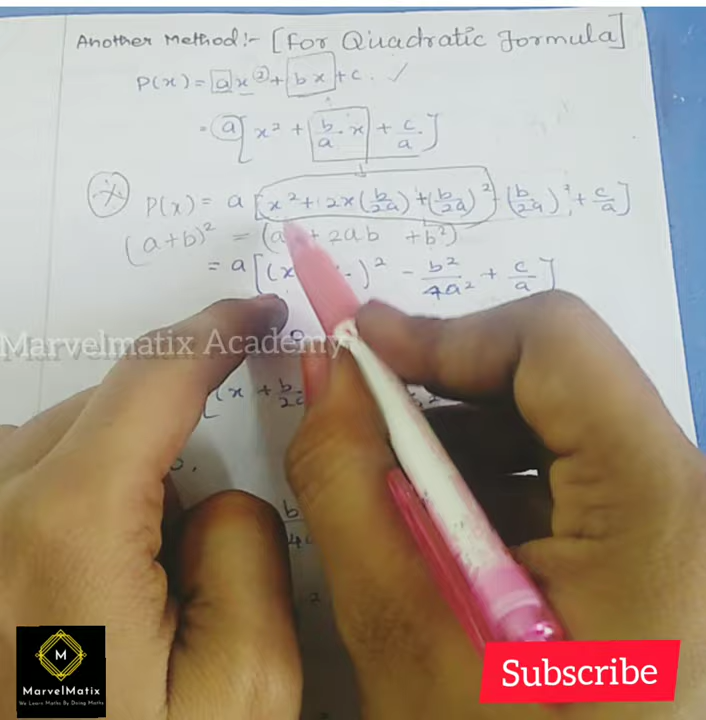 Another Method:- [For Quadratic Formula]
P(x) = ax² + bx + c. ✓
= a[x² + b/a x + c/a]
P(x) = a[x² + 2x(b/2a) + (b/2a)² - (b/2a)² + c/a]
(a+b)² = (a + 2ab + b²)
= a[(x )² - b²/4a² + c/a]
Marvelmatix Academy
(x + b/2a
M
MarvelMatix
We Learn Maths By Doing Maths
Subscribe